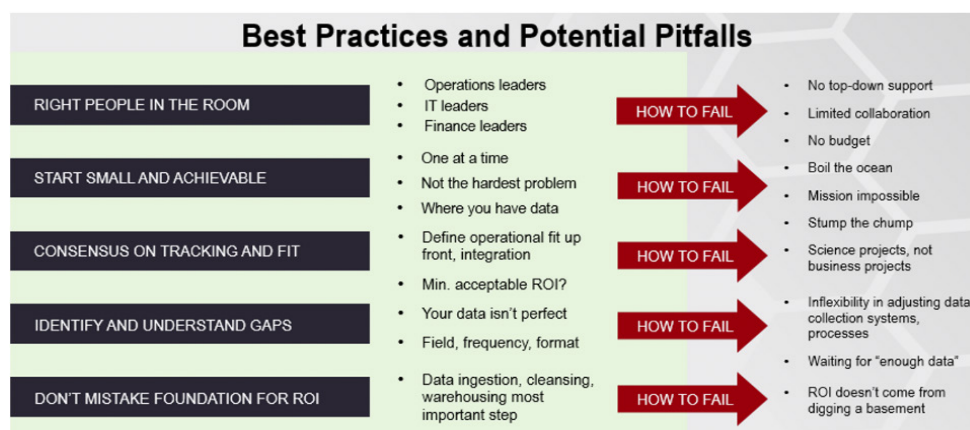 Best Practices and Potential Pitfalls
RIGHT PEOPLE IN THE ROOM
• Operations leaders
• IT leaders
• Finance leaders
HOW TO FAIL
• No top-down support
• Limited collaboration
• No budget
START SMALL AND ACHIEVABLE
• One at a time
• Not the hardest problem
• Where you have data
HOW TO FAIL
• Boil the ocean
• Mission impossible
• Stump the chump
CONSENSUS ON TRACKING AND FIT
• Define operational fit up
front, integration
• Min. acceptable ROI?
HOW TO FAIL
• Science projects, not
business projects
IDENTIFY AND UNDERSTAND GAPS
• Your data isn't perfect
• Field, frequency, format
HOW TO FAIL
• Inflexibility in adjusting data
collection systems,
processes
• Waiting for “enough data”
DON'T MISTAKE FOUNDATION FOR ROI
• Data ingestion, cleansing,
warehousing most
important step
HOW TO FAIL
• ROI doesn't come from
digging a basement